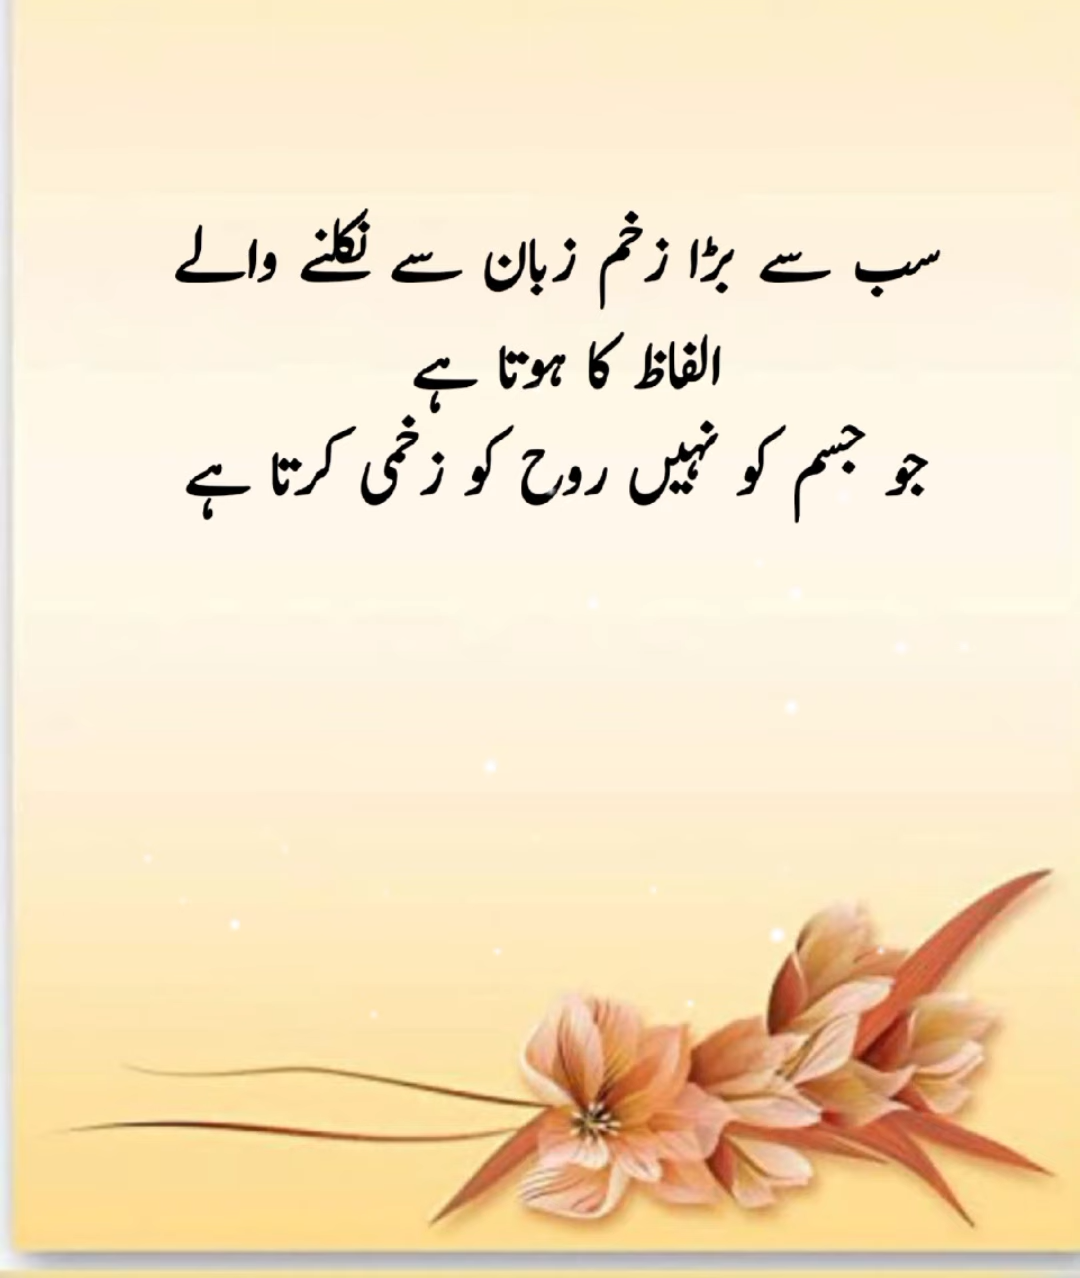 سب سے بڑا زخم زبان سے نکلنے والے
الفاظ کا ہوتا ہے
جو جسم کو نہیں روح کو زخمی کرتا ہے